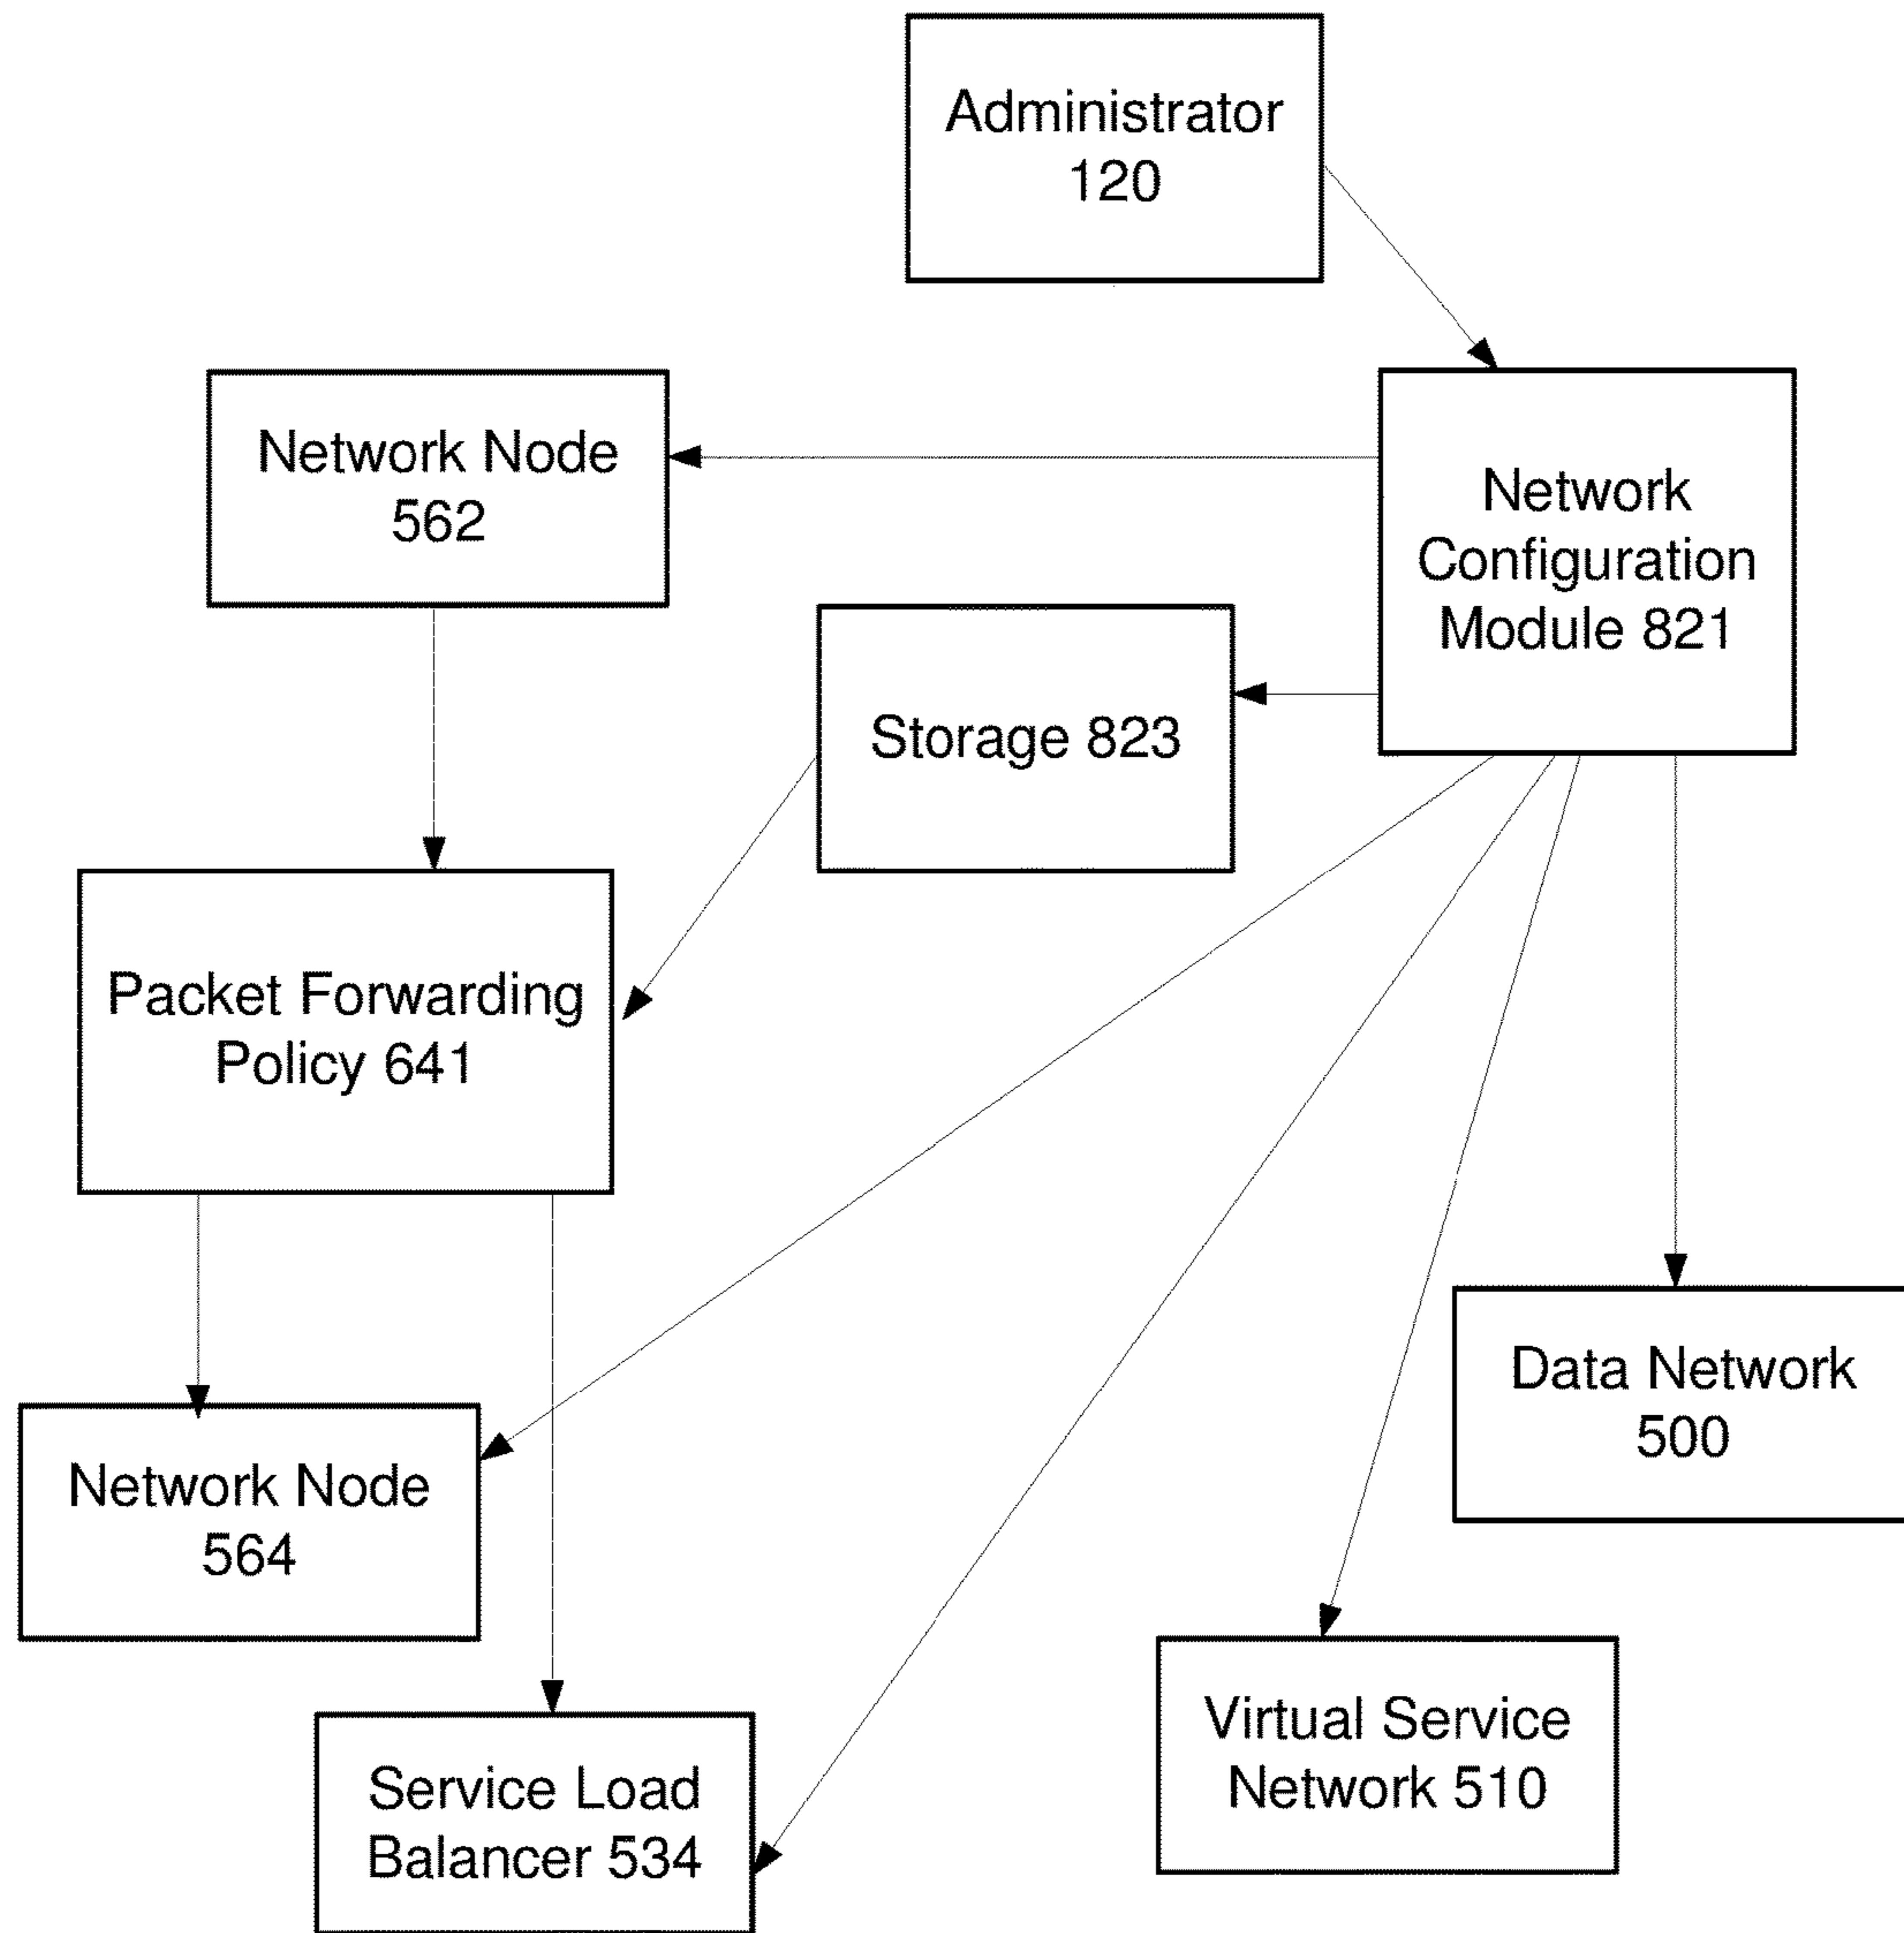 Administrator
120
Network Node
562
Network
Configuration
Module 821
Storage 823
Packet Forwarding
Policy 641
Data Network
500
Network Node
564
Virtual Service
Network 510
Service Load
Balancer 534